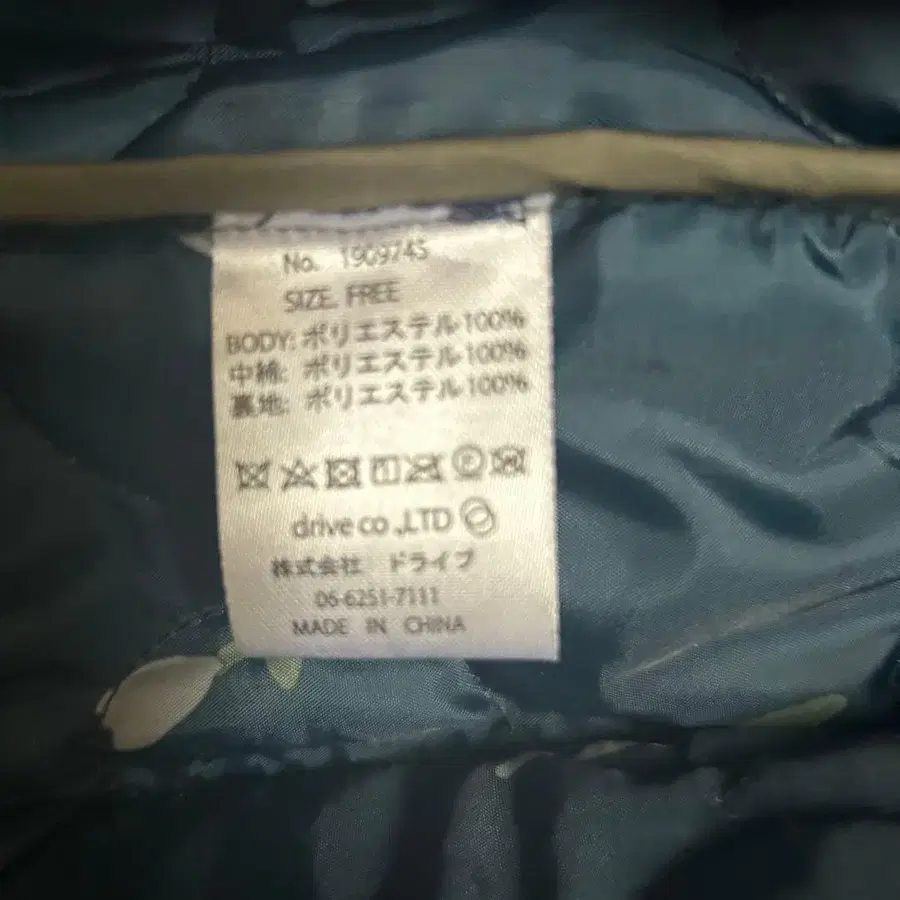 No. 190974S
SIZE. FREE
BODY: ポリエステル100%
中綿: ポリエステル100%
裏地: ポリエステル100%
drive co.,LTD
株式会社 ドライブ
06-6251-7111
MADE IN CHINA